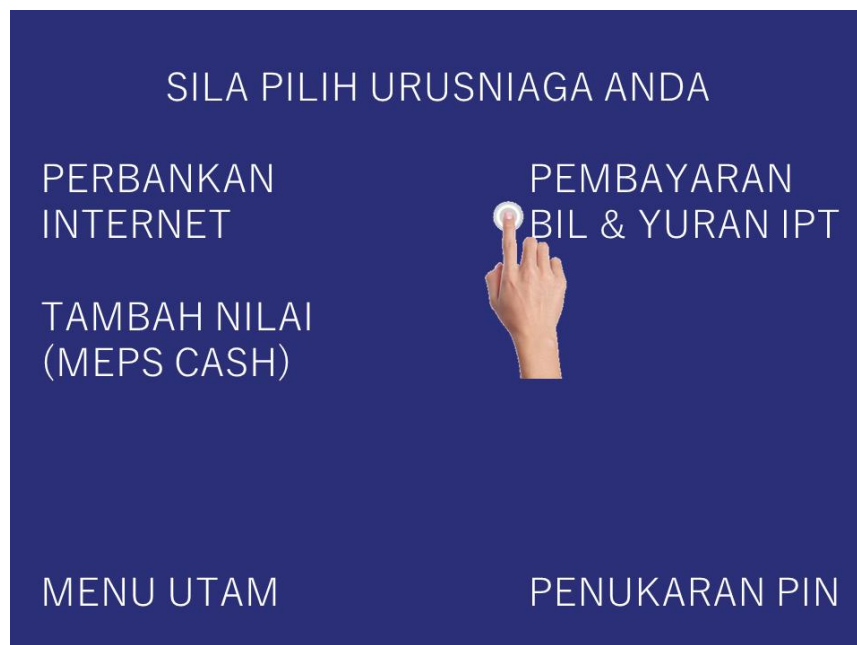 SILA PILIH URUSNIAGA ANDA
PERBANKAN
INTERNET
PEMBAYARAN
BIL & YURAN IPT
TAMBAH NILAI
(MEPS CASH)
MENU UTAM
PENUKARAN PIN